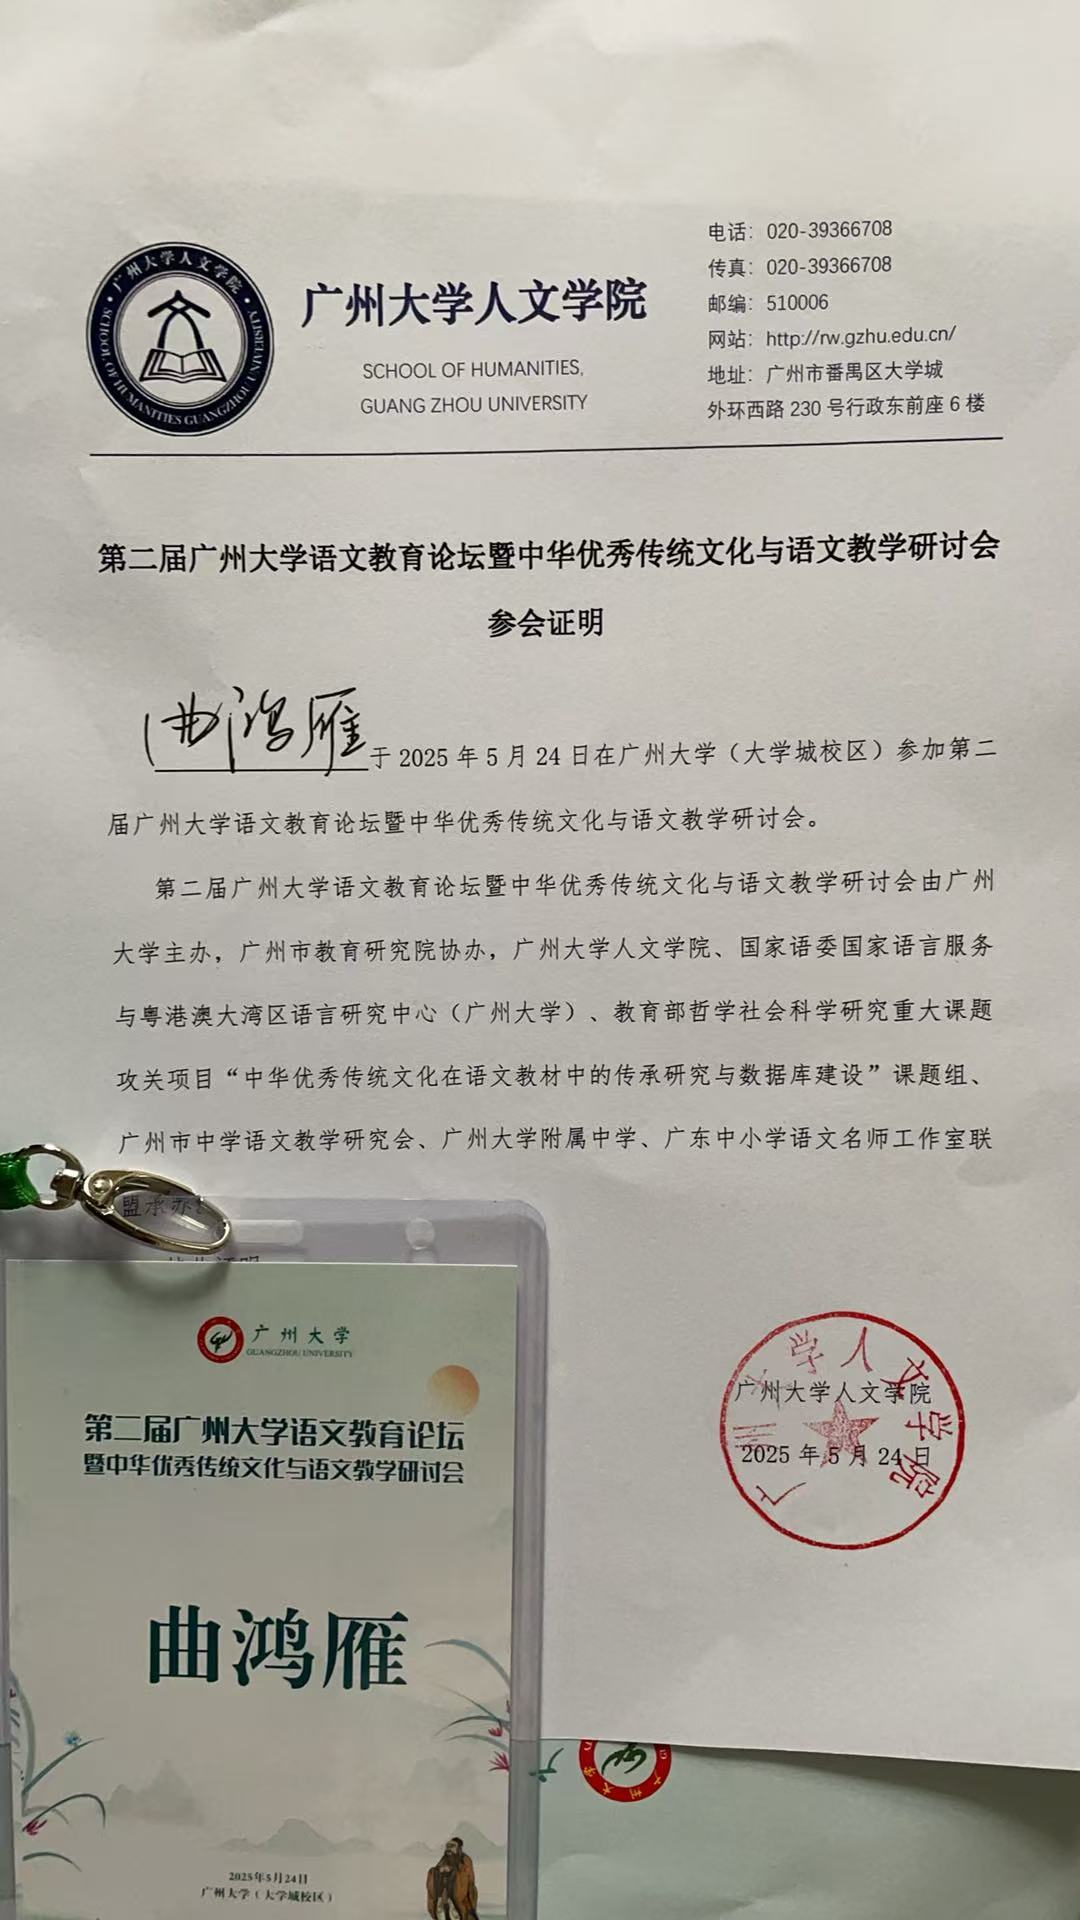 广州大学人文学院
SCHOOL OF HUMANITIES GUANGZHOU UNIVERSITY
广州大学人文学院
SCHOOL OF HUMANITIES,
GUANG ZHOU UNIVERSITY
电话：020-39366708
传真：020-39366708
邮编：510006
网站：http://rw.gzhu.edu.cn/
地址：广州市番禺区大学城
外环西路 230 号行政东前座 6 楼
第二届广州大学语文教育论坛暨中华优秀传统文化与语文教学研讨会
参会证明
曲鸿雁于 2025 年 5 月 24 日在广州大学（大学城校区）参加第二
届广州大学语文教育论坛暨中华优秀传统文化与语文教学研讨会。
第二届广州大学语文教育论坛暨中华优秀传统文化与语文教学研讨会由广州
大学主办，广州市教育研究院协办，广州大学人文学院、国家语委国家语言服务
与粤港澳大湾区语言研究中心（广州大学）、教育部哲学社会科学研究重大课题
攻关项目“中华优秀传统文化在语文教材中的传承研究与数据库建设”课题组、
广州市中学语文教学研究会、广州大学附属中学、广东中小学语文名师工作室联
盟承办
广州大学人文学院
2025 年 5 月 24 日
广州大学
GUANGZHOU UNIVERSITY
第二届广州大学语文教育论坛
暨中华优秀传统文化与语文教学研讨会
曲鸿雁
2025年5月24日
广州大学（大学城校区）